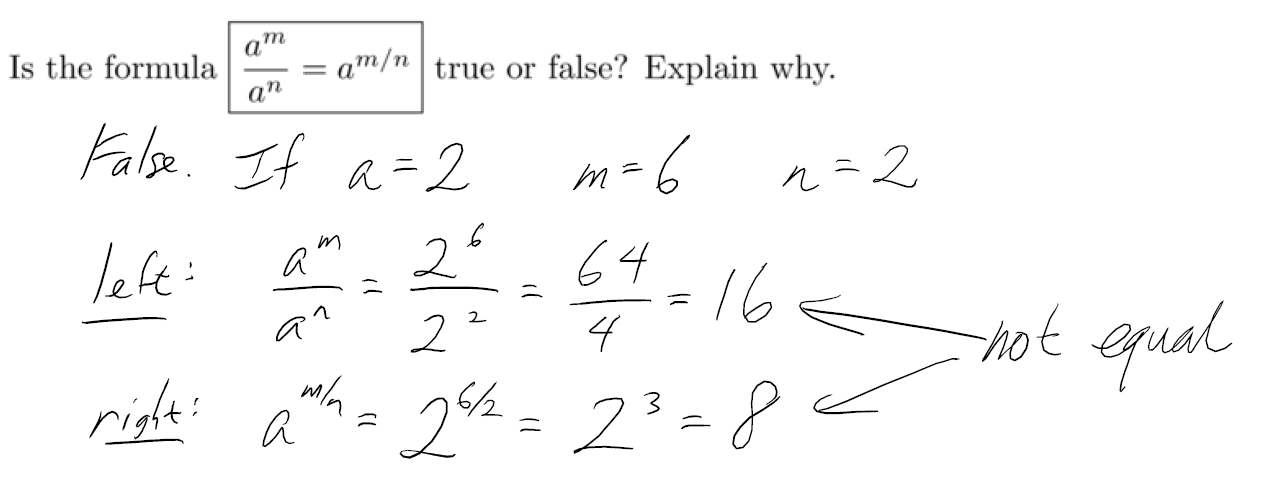 Is the formula a^m/a^n = a^{m/n} true or false? Explain why.
False. If a = 2 m = 6 n = 2
left: a^m/a^n = 2^6/2^2 = 64/4 = 16
not equal
right: a^{m/n} = 2^{6/2} = 2^3 = 8